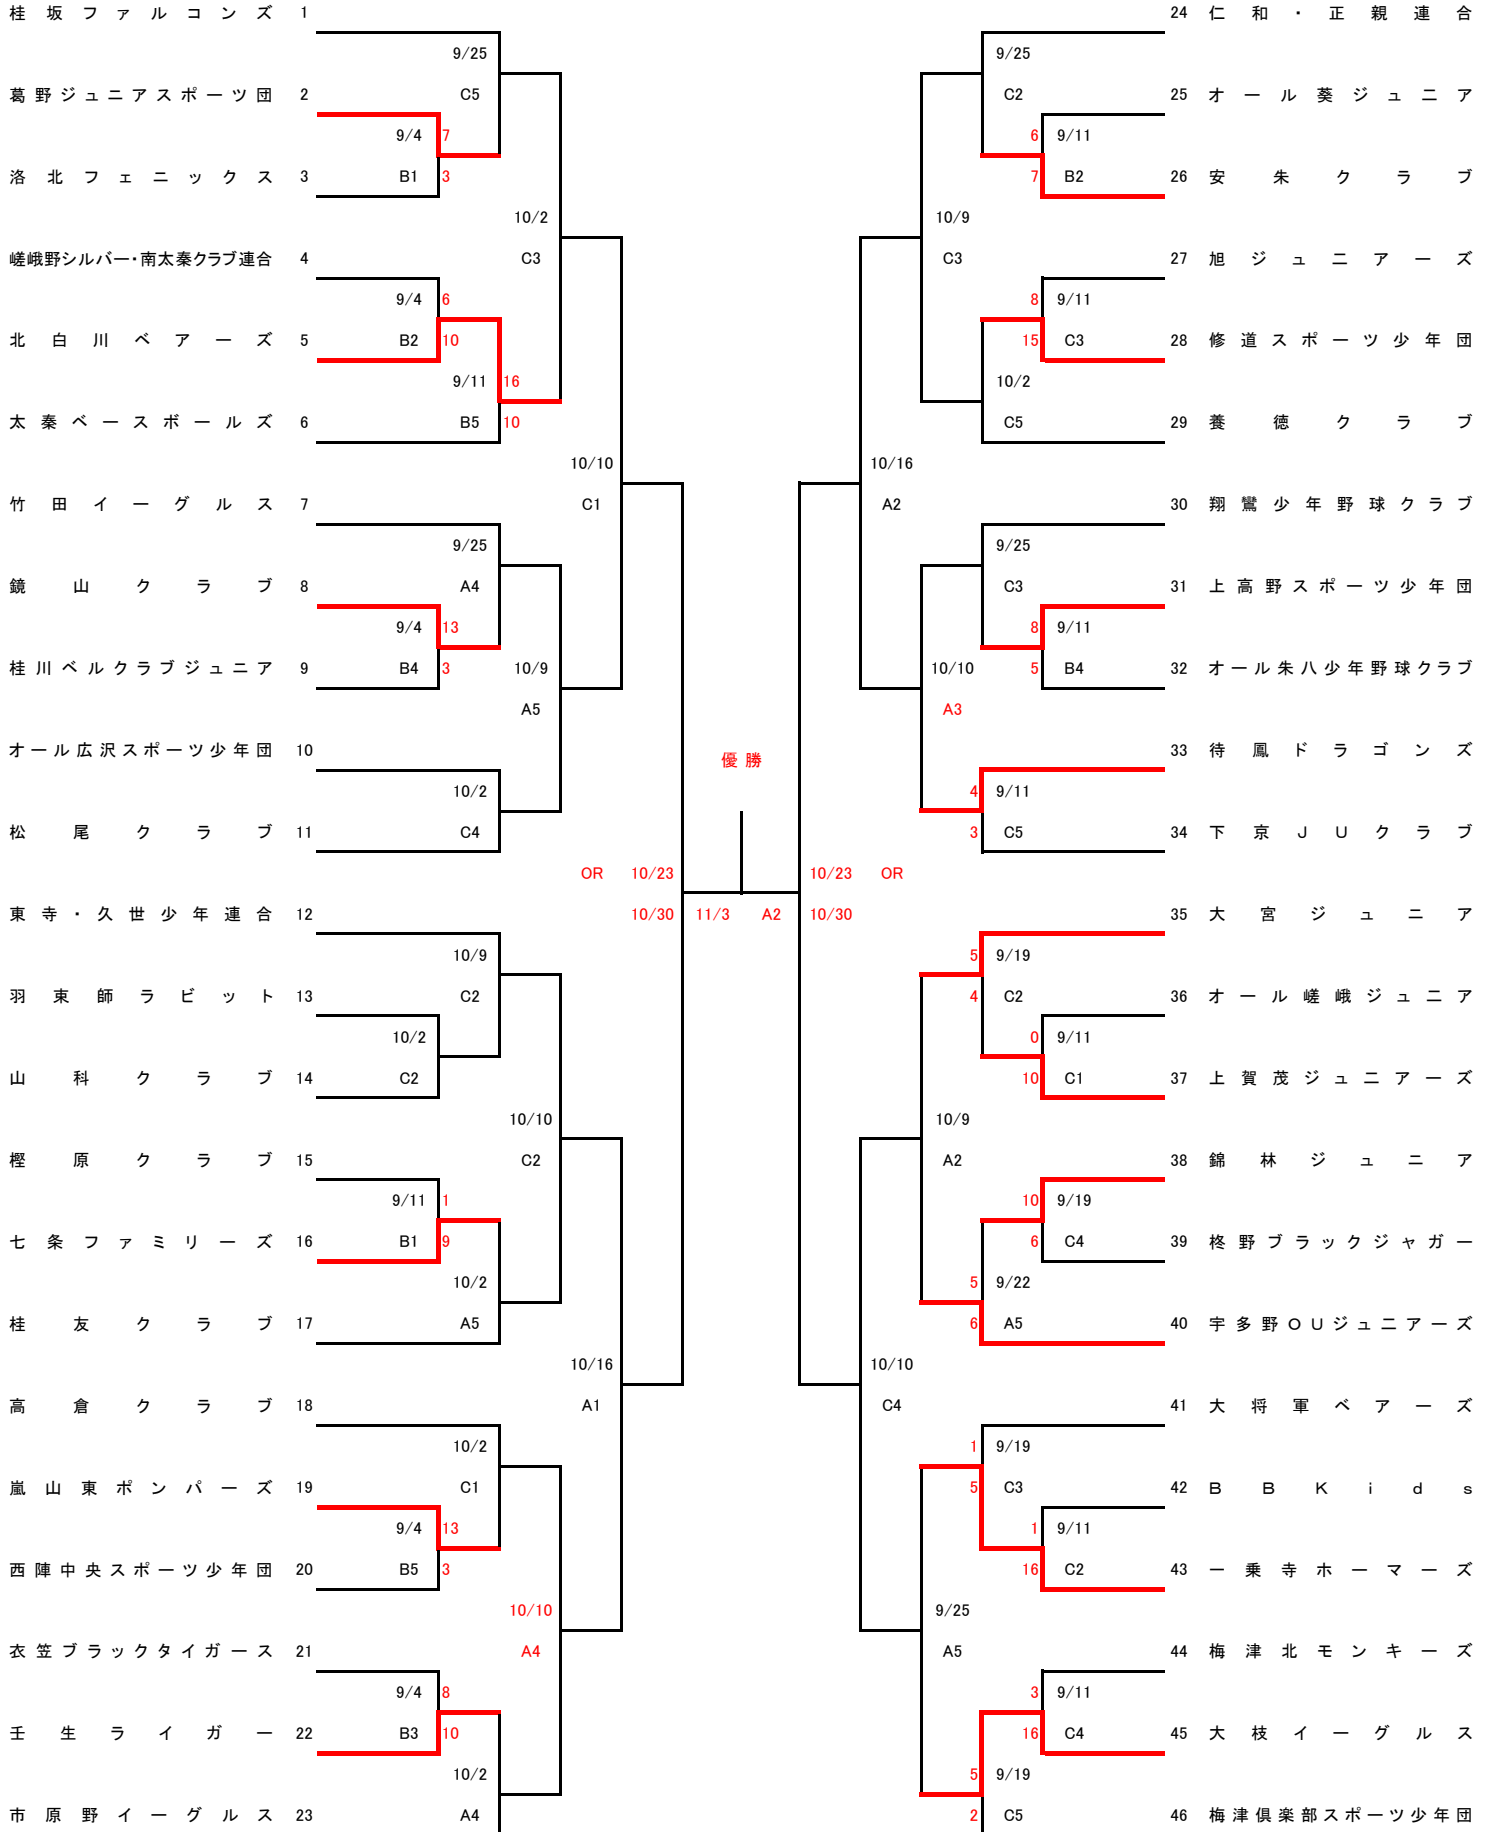 桂坂ファルコンズ 1
9/25
葛野ジュニアスポーツ団 2 C5
9/4 7
洛北フェニックス 3 B1 3
10/2
嵯峨野シルバー・南太秦クラブ連合 4 C3
9/4 6
北白川ベアーズ 5 B2 10
9/11 16
太秦ベースボールズ 6 B5 10
10/10
竹田イーグルス 7 C1
9/25
鏡山クラブ 8 A4
9/4 13
桂川ベルクラブジュニア 9 B4 3 10/9
A5
オール広沢スポーツ少年団 10
10/2
松尾クラブ 11 C4
OR 10/23
東寺・久世少年連合 12 10/30
10/9
羽東師ラビット 13 C2
10/2
山科クラブ 14 C2
10/10
樫原クラブ 15 C2
9/11 1
七条ファミリーズ 16 B1 9
10/2
桂友クラブ 17 A5
10/16
高倉クラブ 18 A1
10/2
嵐山東ポンパーズ 19 C1
9/4 13
西陣中央スポーツ少年団 20 B5 3
10/10
衣笠ブラックタイガース 21 A4
9/4 8
壬生ライガー 22 B3 10
10/2
市原野イーグルス 23 A4
優勝
11/3 A2
24 仁和・正親連合
9/25
C2 25 オール葵ジュニア
6 9/11
7 B2 26 安朱クラブ
10/9
C3 27 旭ジュニアーズ
8 9/11
15 C3 28 修道スポーツ少年団
10/2
C5 29 養徳クラブ
10/16
A2 30 翔鸞少年野球クラブ
9/25
C3 31 上高野スポーツ少年団
8 9/11
10/10 5 B4 32 オール朱八少年野球クラブ
A3
33 待鳳ドラゴンズ
4 9/11
3 C5 34 下京JUクラブ
10/23 OR
10/30 35 大宮ジュニア
5 9/19
4 C2 36 オール嵯峨ジュニア
0 9/11
10 C1 37 上賀茂ジュニアーズ
10/9
A2 38 錦林ジュニア
10 9/19
6 C4 39 柊野ブラックジャガー
5 9/22
6 A5 40 宇多野OUジュニアーズ
10/10
C4 41 大将軍ベアーズ
1 9/19
5 C3 42 BBKids
1 9/11
16 C2 43 一乗寺ホーマーズ
9/25
A5 44 梅津北モンキーズ
3 9/11
16 C4 45 大枝イーグルス
5 9/19
2 C5 46 梅津倶楽部スポーツ少年団